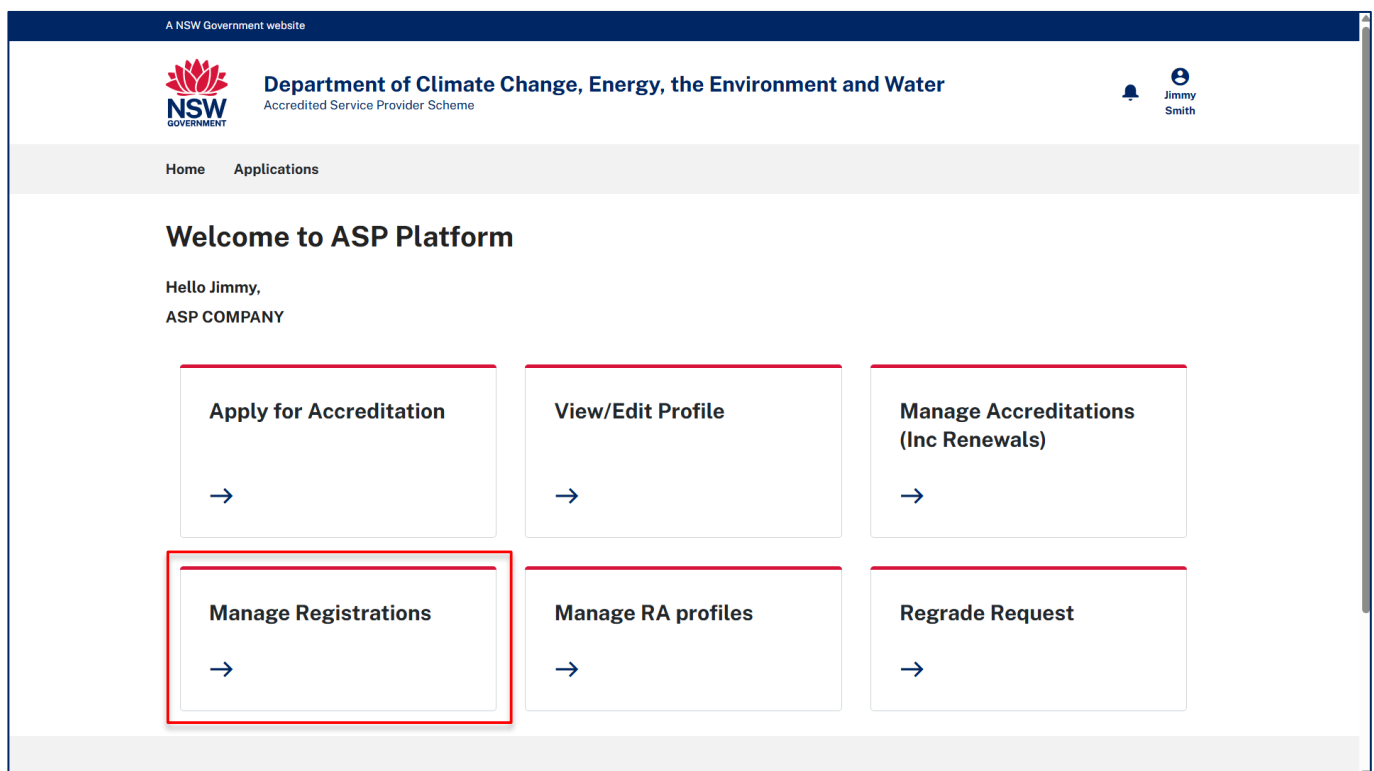 A NSW Government website
NSW
GOVERNMENT
Department of Climate Change, Energy, the Environment and Water
Accredited Service Provider Scheme
Jimmy
Smith
Home Applications
Welcome to ASP Platform
Hello Jimmy,
ASP COMPANY
Apply for Accreditation
View/Edit Profile
Manage Accreditations
(Inc Renewals)
Manage Registrations
Manage RA profiles
Regrade Request